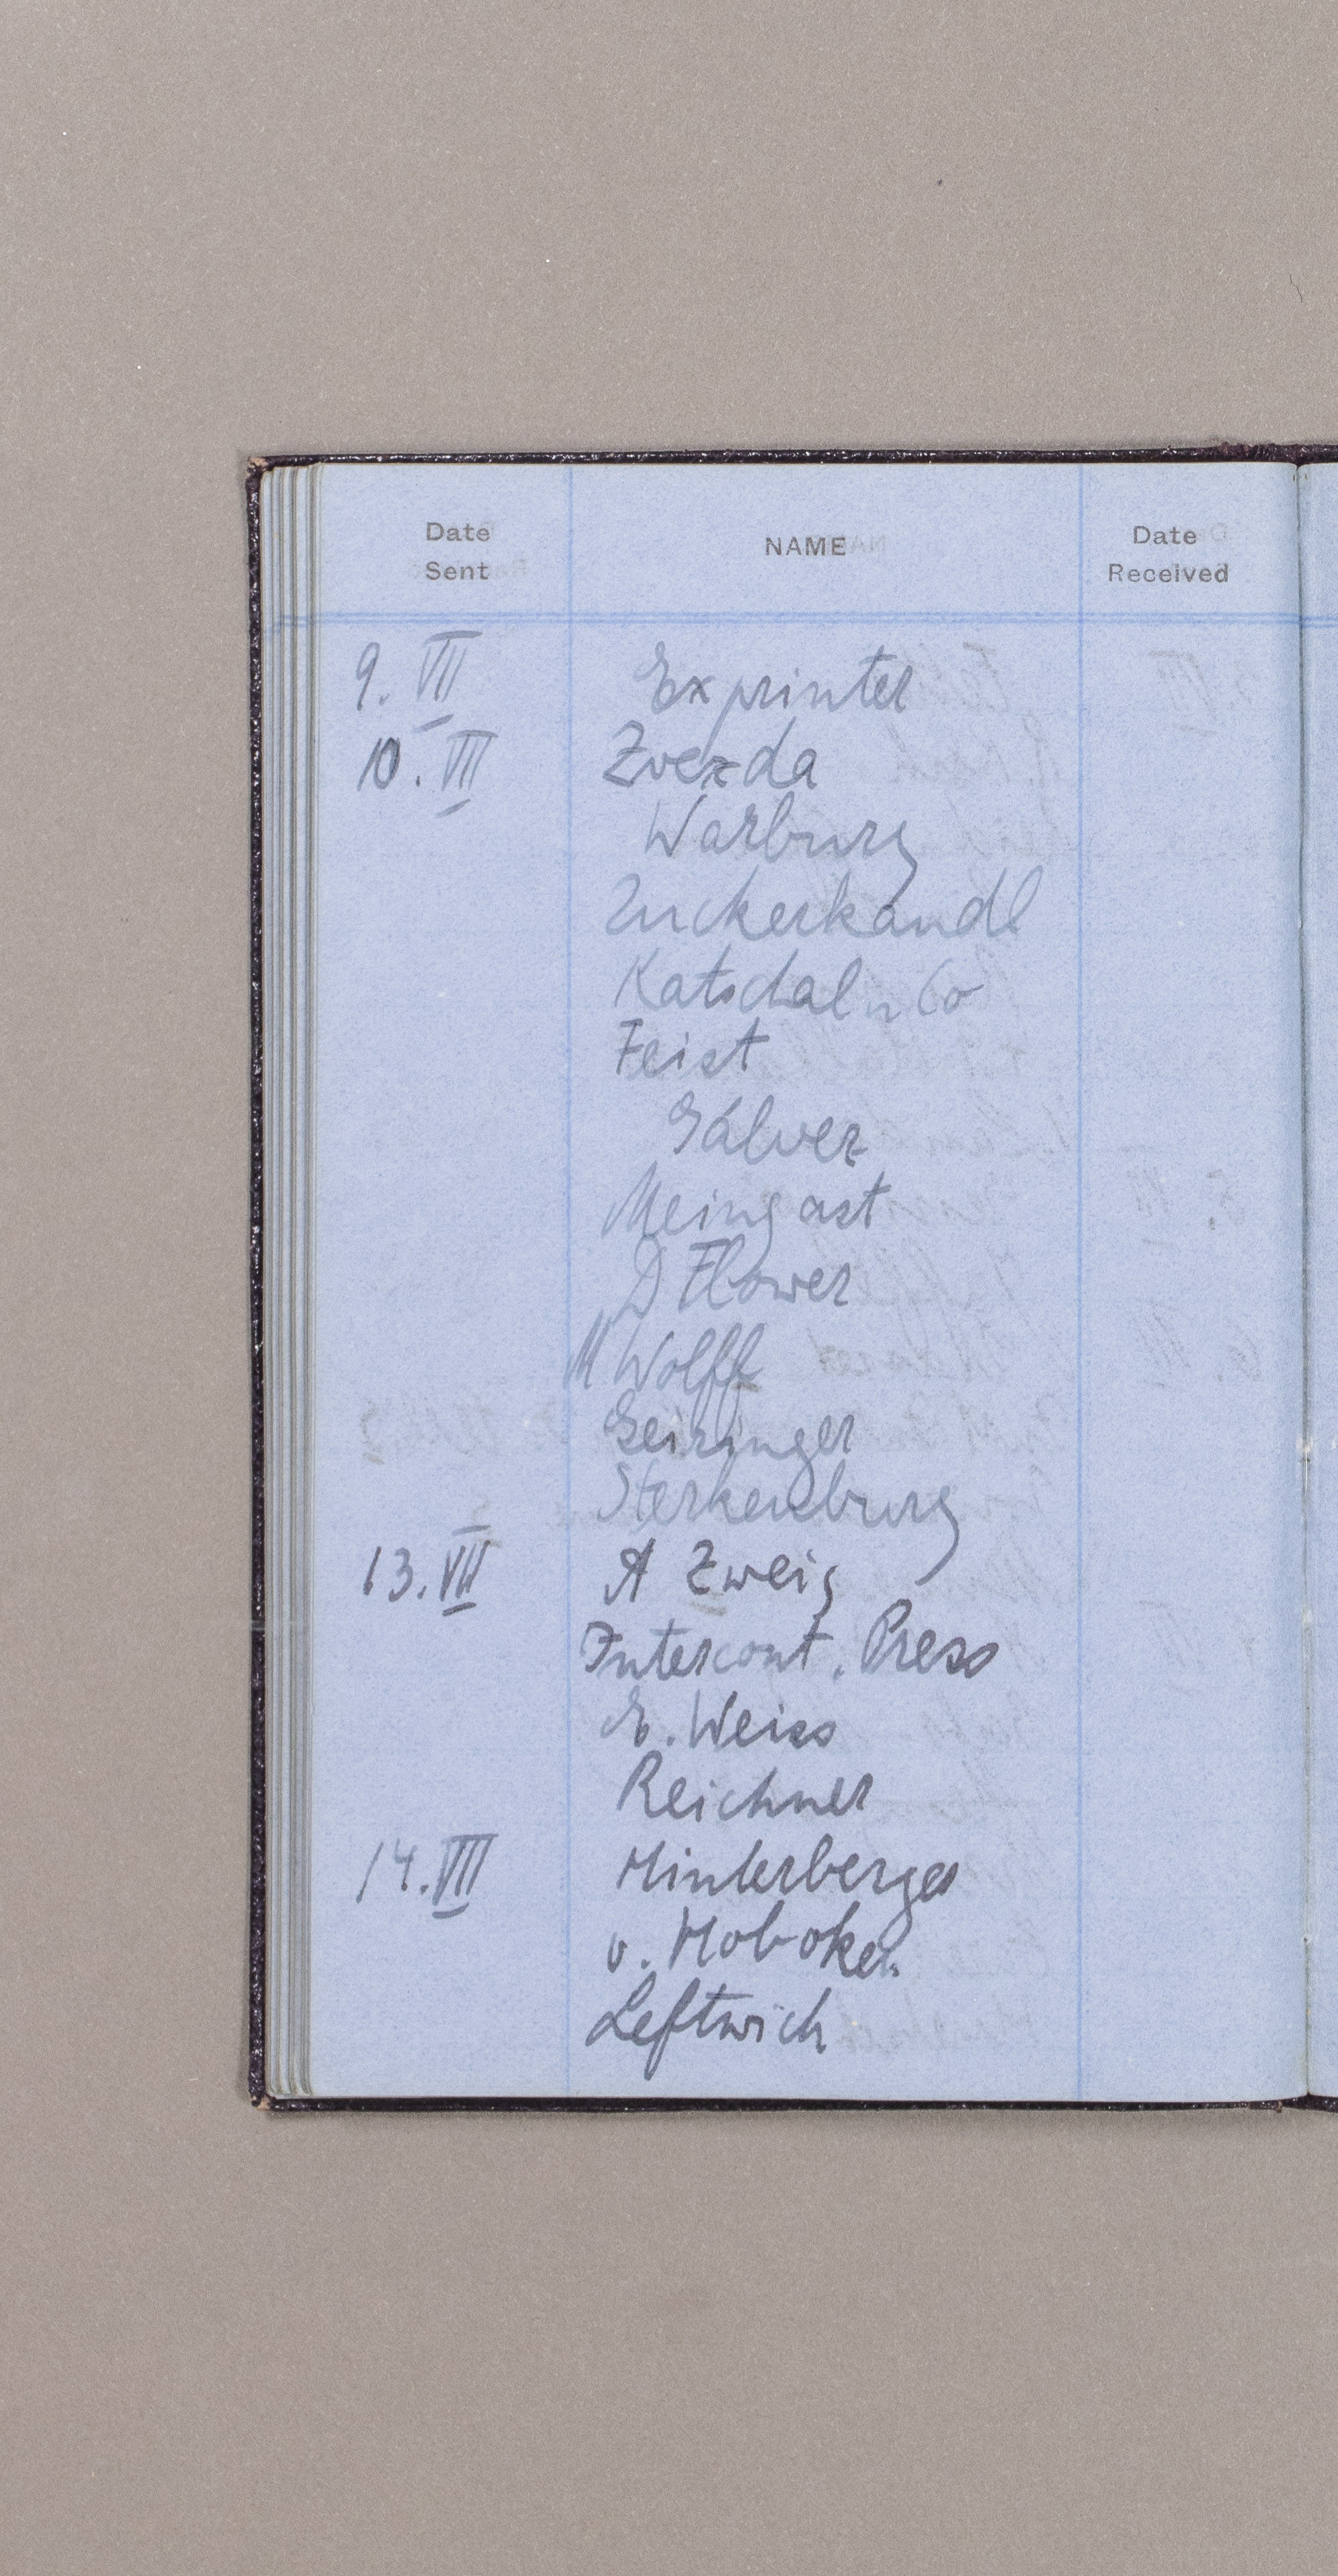 Date Sent NAME Date Received
9. VII Exprinter
10. VII Zvezda
Warburg
Zuckerkandl
Katschal u Co
Feist
Gálvez
Meingast
D Flower
M Wolff
Geiringer
Sterkenburg
13. VII A Zweig
Intercont. Press
E. Weiss
Reichner
14. VII Hinterberger
v. Hoboken
Leftwich